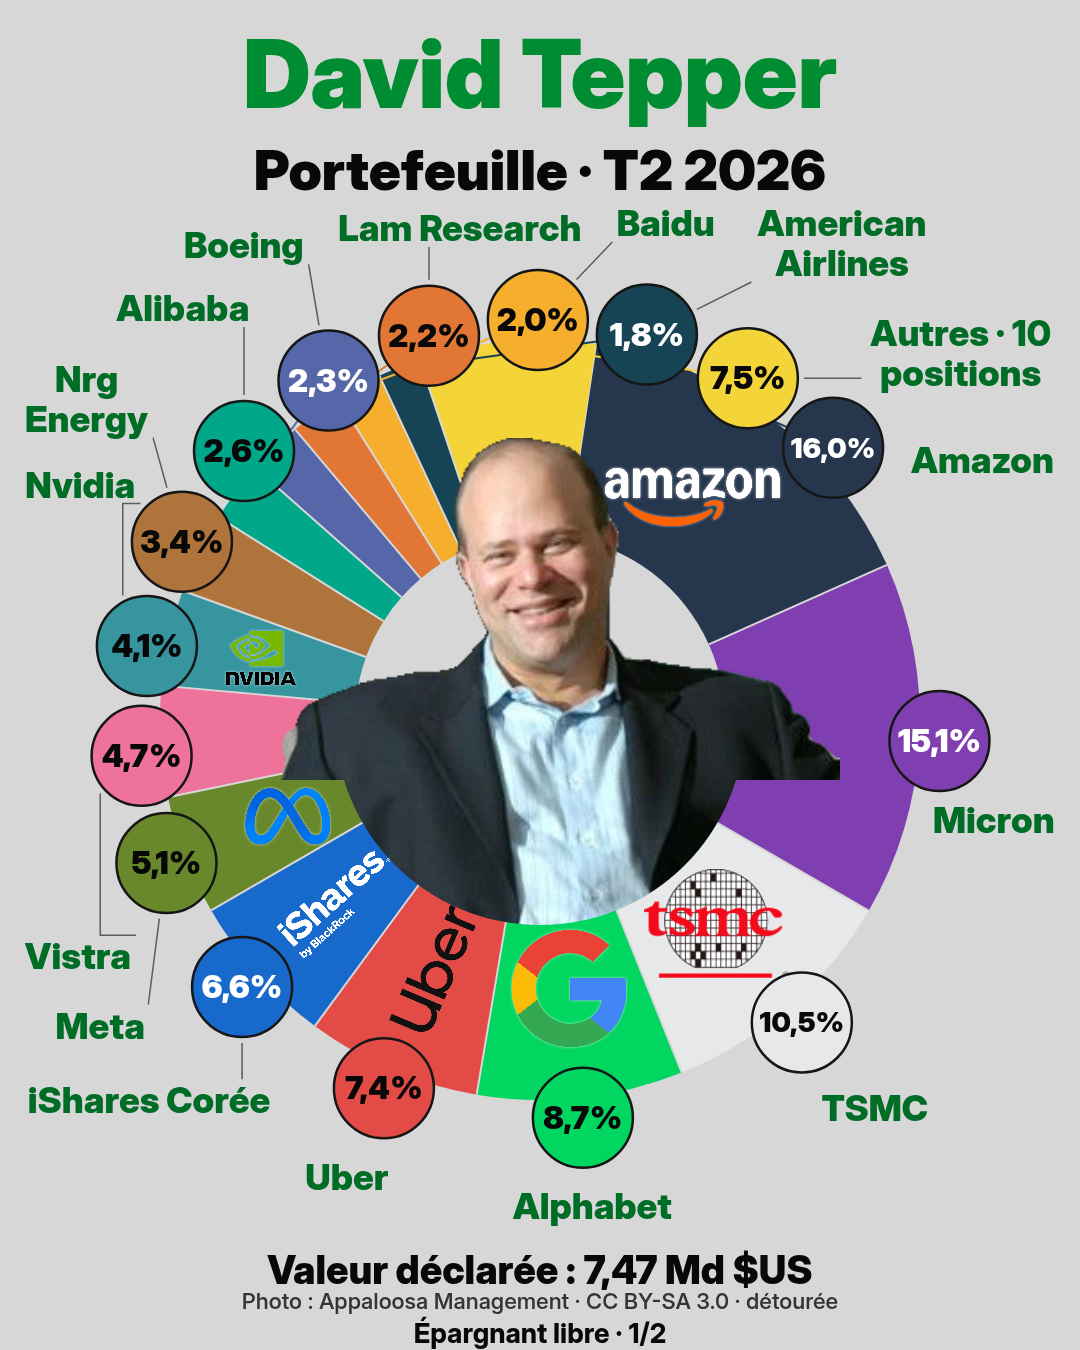 David Tepper
Portefeuille · T2 2026
Lam Research
Baidu
American
Airlines
Boeing
Alibaba
Nrg
Energy
Nvidia
Autres · 10
positions
Amazon
2,0%
2,2%
1,8%
2,3%
7,5%
2,6%
16,0%
3,4%
4,1%
4,7%
5,1%
6,6%
7,4%
8,7%
10,5%
15,1%
amazon
NVIDIA
iShares
by BlackRock
Uber
tsmc
Micron
Vistra
Meta
iShares Corée
TSMC
Uber
Alphabet
Valeur déclarée : 7,47 Md $US
Photo : Appaloosa Management · CC BY-SA 3.0 · détourée
Épargnant libre · 1/2